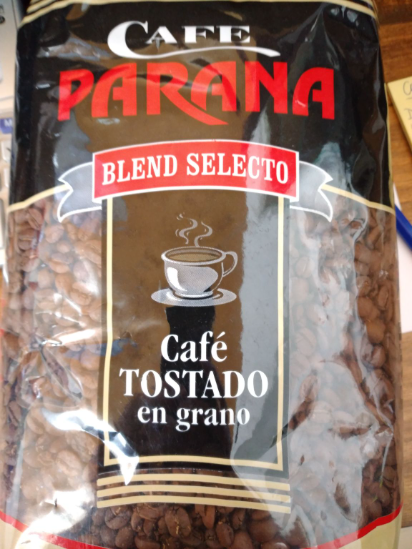 CAFE
PARANA
BLEND SELECTO
Café
TOSTADO
en grano